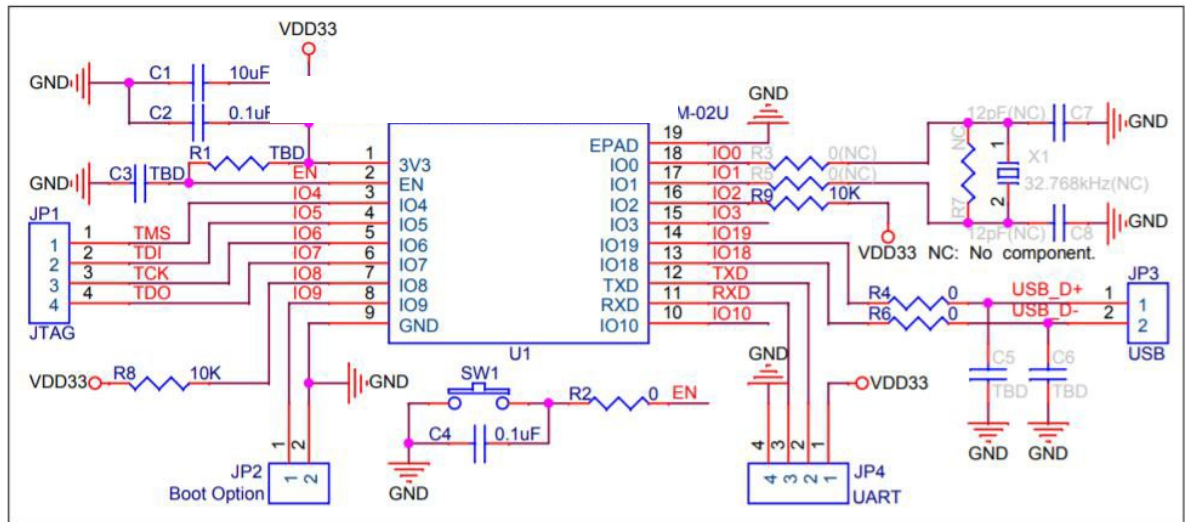 VDD33
GND
C1
10uF
C2
0.1uF
R1
TBD
EN
GND
C3
TBD
JP1
1
2
3
4
1
2
3
4
TMS
TDI
TCK
TDO
JTAG
IO4
IO5
IO6
IO7
IO8
IO9
1
2
3
4
5
6
7
8
9
3V3
EN
IO4
IO5
IO6
IO7
IO8
IO9
GND
U1
M-02U
EPAD
IO0
IO1
IO2
IO3
IO19
IO18
TXD
RXD
IO10
19
18
17
16
15
14
13
12
11
10
IO0
IO1
IO2
IO3
IO19
IO18
TXD
RXD
IO10
GND
R3
0(NC)
R5
0(NC)
R9
10K
VDD33
NC: No component.
12pF(NC)
C7
GND
R7
NC
1
X1
32.768kHz(NC)
2
12pF(NC)
C8
GND
R4
0
R6
0
USB_D+
USB_D-
1
2
JP3
1
2
USB
C5
TBD
GND
C6
TBD
GND
VDD33
R8
10K
GND
1
2
JP2
1
2
Boot Option
SW1
R2
0
EN
C4
0.1uF
GND
GND
VDD33
4
3
2
1
4
3
2
1
JP4
UART